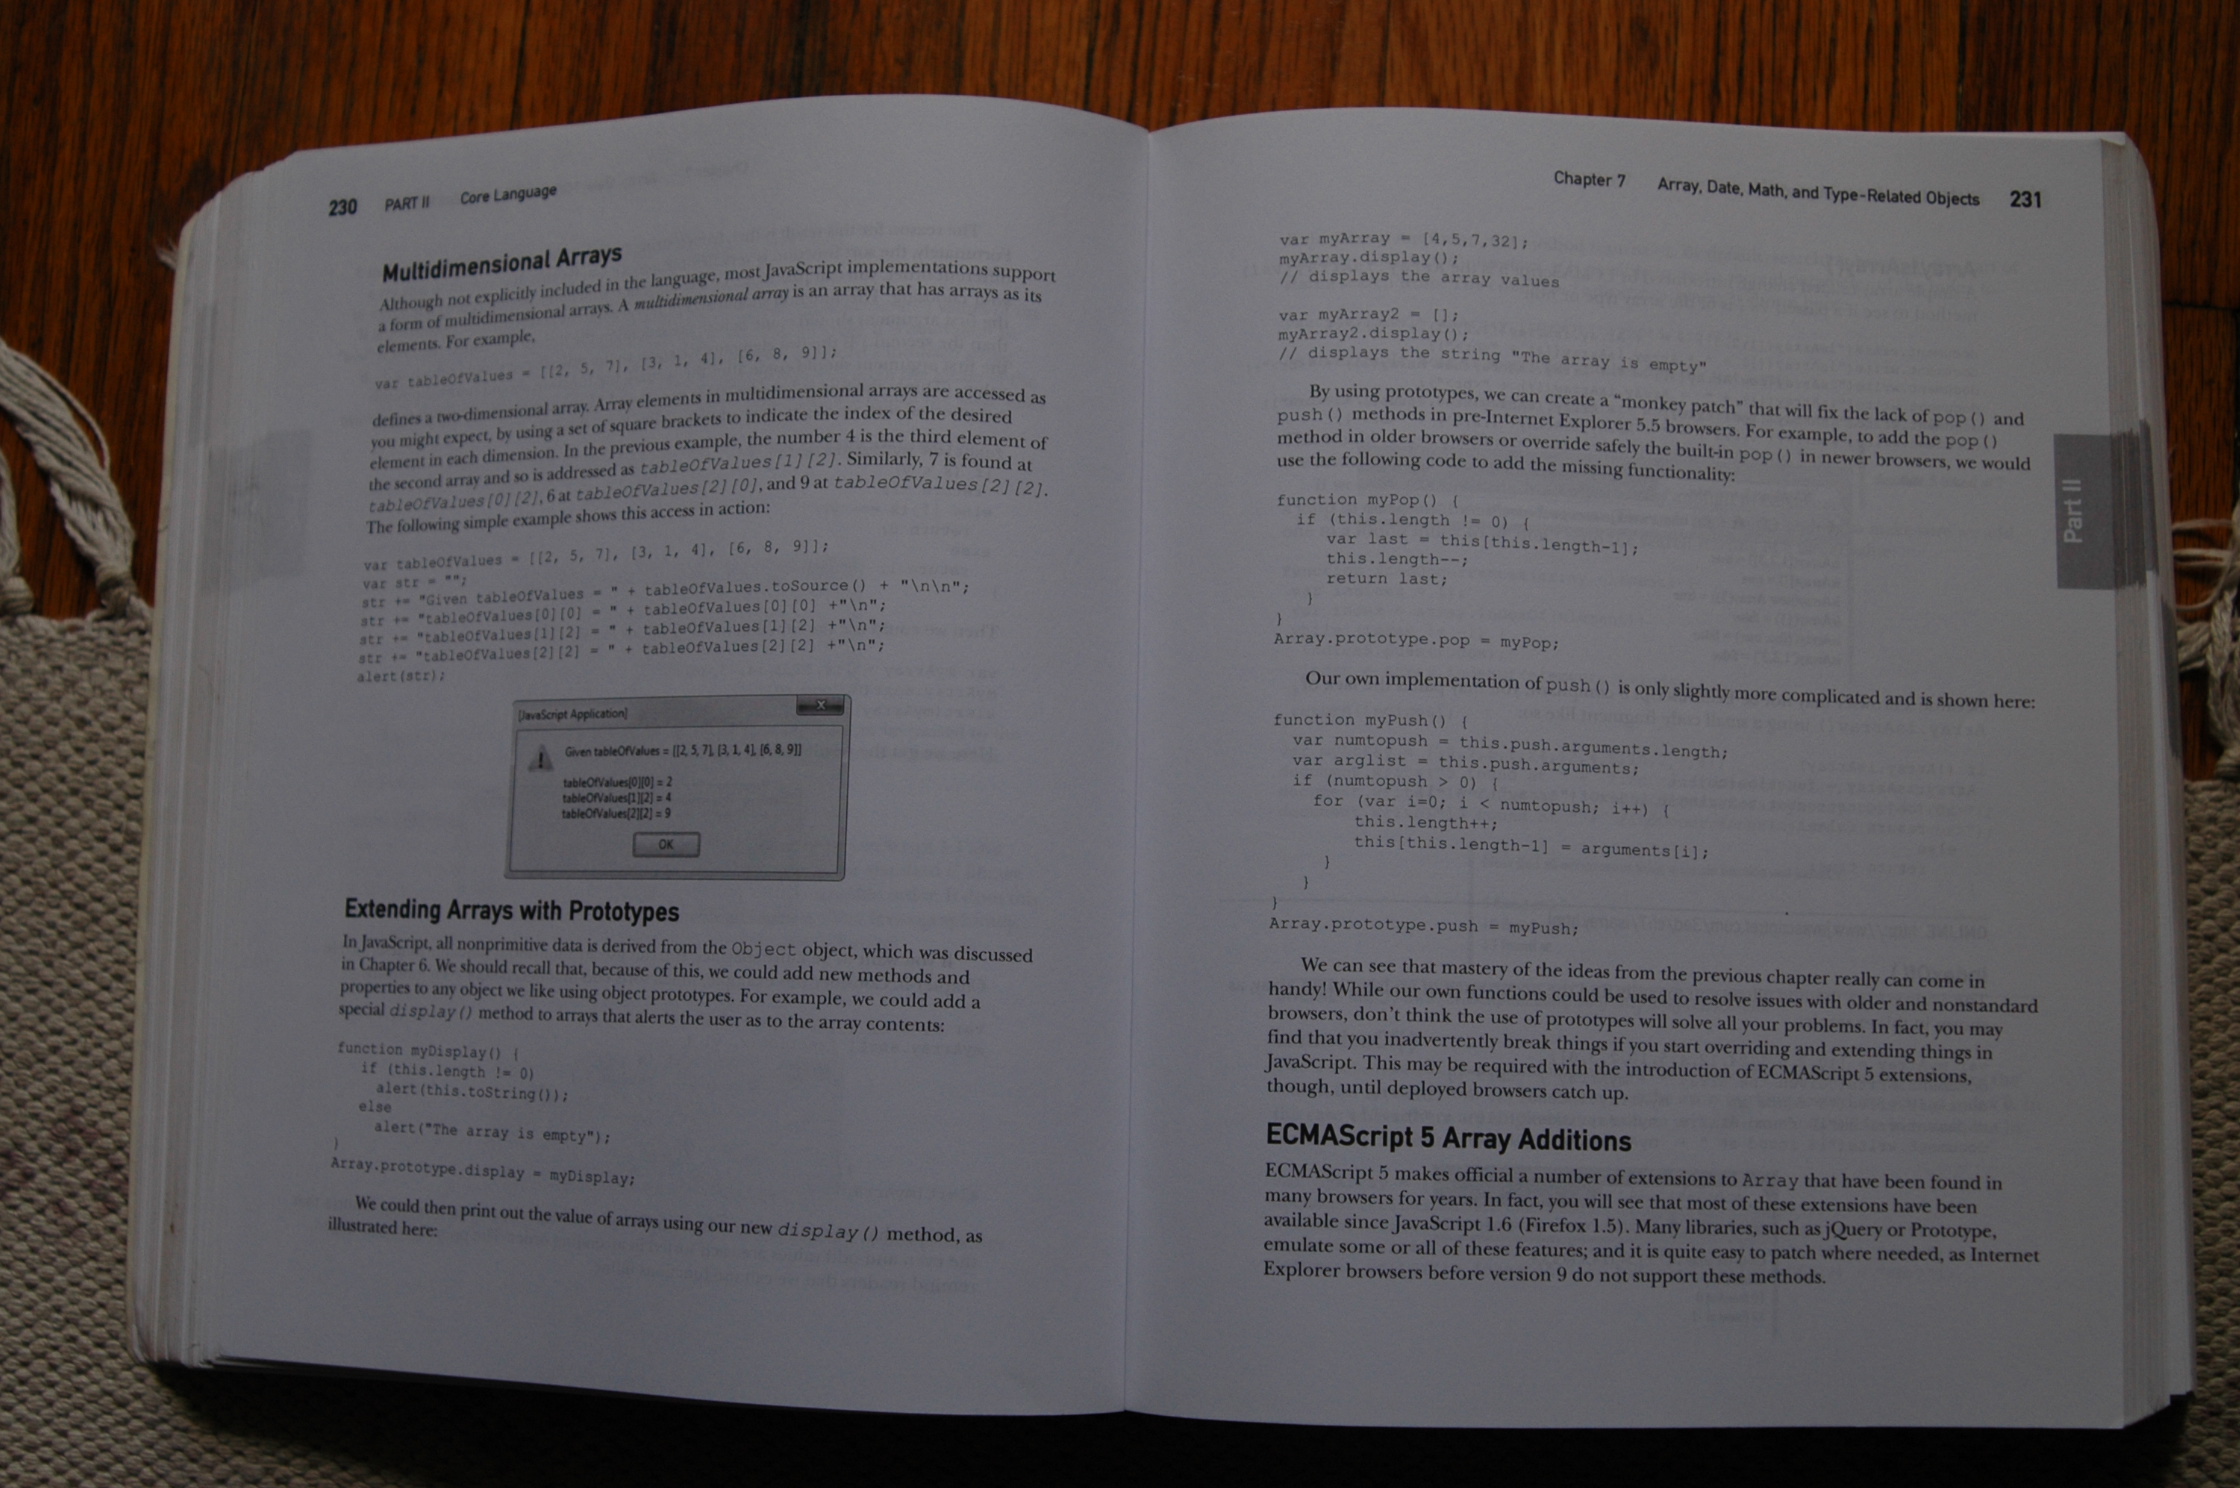 230 PART II Core Language
Multidimensional Arrays
Although not explicitly included in the language, most JavaScript implementations support
a form of multidimensional arrays. A multidimensional array is an array that has arrays as its
elements. For example,
var tableOfValues = [[2, 5, 7], [3, 1, 4], [6, 8, 9]];
defines a two-dimensional array. Array elements in multidimensional arrays are accessed as
you might expect, by using a set of square brackets to indicate the index of the desired
element in each dimension. In the previous example, the number 4 is the third element of
the second array and so is addressed as tableOfValues[1][2]. Similarly, 7 is found at
tableOfValues[0][2], 6 at tableOfValues[2][0], and 9 at tableOfValues[2][2].
The following simple example shows this access in action:
var tableOfValues = [[2, 5, 7], [3, 1, 4], [6, 8, 9]];
var str = "";
str += "Given tableOfValues = " + tableOfValues.toSource() + "\n\n";
str += "tableOfValues[0][0] = " + tableOfValues[0][0] +"\n";
str += "tableOfValues[1][2] = " + tableOfValues[1][2] +"\n";
str += "tableOfValues[2][2] = " + tableOfValues[2][2] +"\n";
alert(str);
[JavaScript Application]
x
Given tableOfValues = [[2, 5, 7], [3, 1, 4], [6, 8, 9]]
tableOfValues[0][0] = 2
tableOfValues[1][2] = 4
tableOfValues[2][2] = 9
OK
Extending Arrays with Prototypes
In JavaScript, all nonprimitive data is derived from the Object object, which was discussed
in Chapter 6. We should recall that, because of this, we could add new methods and
properties to any object we like using object prototypes. For example, we could add a
special display() method to arrays that alerts the user as to the array contents:
function myDisplay() {
if (this.length != 0)
alert(this.toString());
else
alert("The array is empty");
}
Array.prototype.display = myDisplay;
We could then print out the value of arrays using our new display() method, as
illustrated here:
Chapter 7 Array, Date, Math, and Type-Related Objects 231
var myArray = [4,5,7,32];
myArray.display();
// displays the array values
var myArray2 = [];
myArray2.display();
// displays the string "The array is empty"
By using prototypes, we can create a “monkey patch” that will fix the lack of pop() and
push() methods in pre-Internet Explorer 5.5 browsers. For example, to add the pop()
method in older browsers or override safely the built-in pop() in newer browsers, we would
use the following code to add the missing functionality:
function myPop() {
if (this.length != 0) {
var last = this[this.length-1];
this.length--;
return last;
}
}
Array.prototype.pop = myPop;
Our own implementation of push() is only slightly more complicated and is shown here:
function myPush() {
var numtopush = this.push.arguments.length;
var arglist = this.push.arguments;
if (numtopush > 0) {
for (var i=0; i < numtopush; i++) {
this.length++;
this[this.length-1] = arguments[i];
}
}
}
Array.prototype.push = myPush;
We can see that mastery of the ideas from the previous chapter really can come in
handy! While our own functions could be used to resolve issues with older and nonstandard
browsers, don’t think the use of prototypes will solve all your problems. In fact, you may
find that you inadvertently break things if you start overriding and extending things in
JavaScript. This may be required with the introduction of ECMAScript 5 extensions,
though, until deployed browsers catch up.
ECMAScript 5 Array Additions
ECMAScript 5 makes official a number of extensions to Array that have been found in
many browsers for years. In fact, you will see that most of these extensions have been
available since JavaScript 1.6 (Firefox 1.5). Many libraries, such as jQuery or Prototype,
emulate some or all of these features; and it is quite easy to patch where needed, as Internet
Explorer browsers before version 9 do not support these methods.
Part II